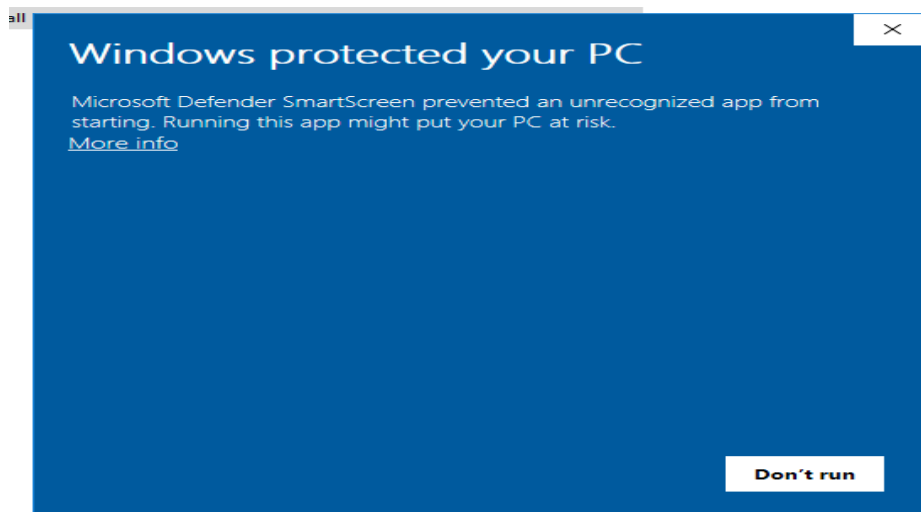 all
Windows protected your PC
Microsoft Defender SmartScreen prevented an unrecognized app from
starting. Running this app might put your PC at risk.
More info
Don't run